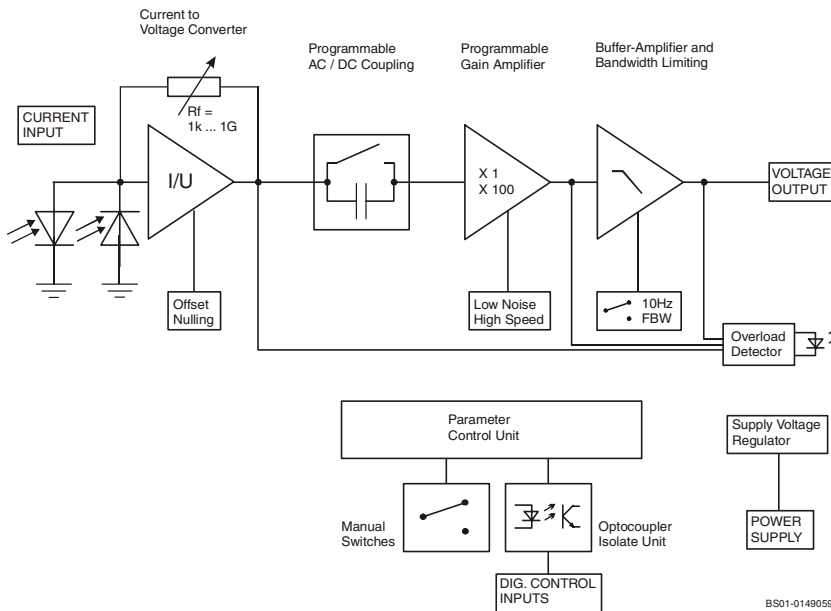 Current to
Voltage Converter
Programmable
AC / DC Coupling
Programmable
Gain Amplifier
Buffer-Amplifier and
Bandwidth Limiting
Rf =
1k ... 1G
CURRENT
INPUT
I/U
X 1
X 100
VOLTAGE
OUTPUT
Offset
Nulling
Low Noise
High Speed
10Hz
FBW
Overload
Detector
Parameter
Control Unit
Supply Voltage
Regulator
Manual
Switches
Optocoupler
Isolate Unit
POWER
SUPPLY
DIG. CONTROL
INPUTS
BS01-0149059